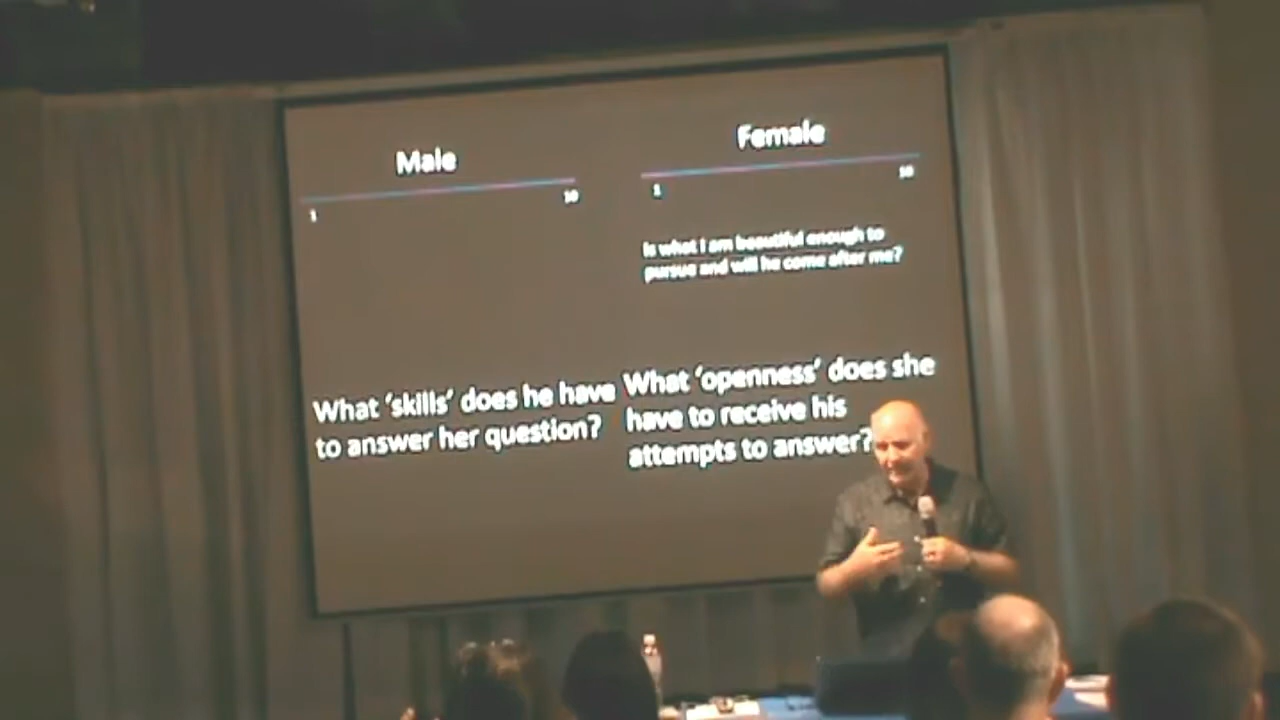 Male
1
10
What 'skills' does he have
to answer her question?
Female
1
10
Is what I am beautiful enough to
pursue and will he come after me?
What 'openness' does she
have to receive his
attempts to answer?